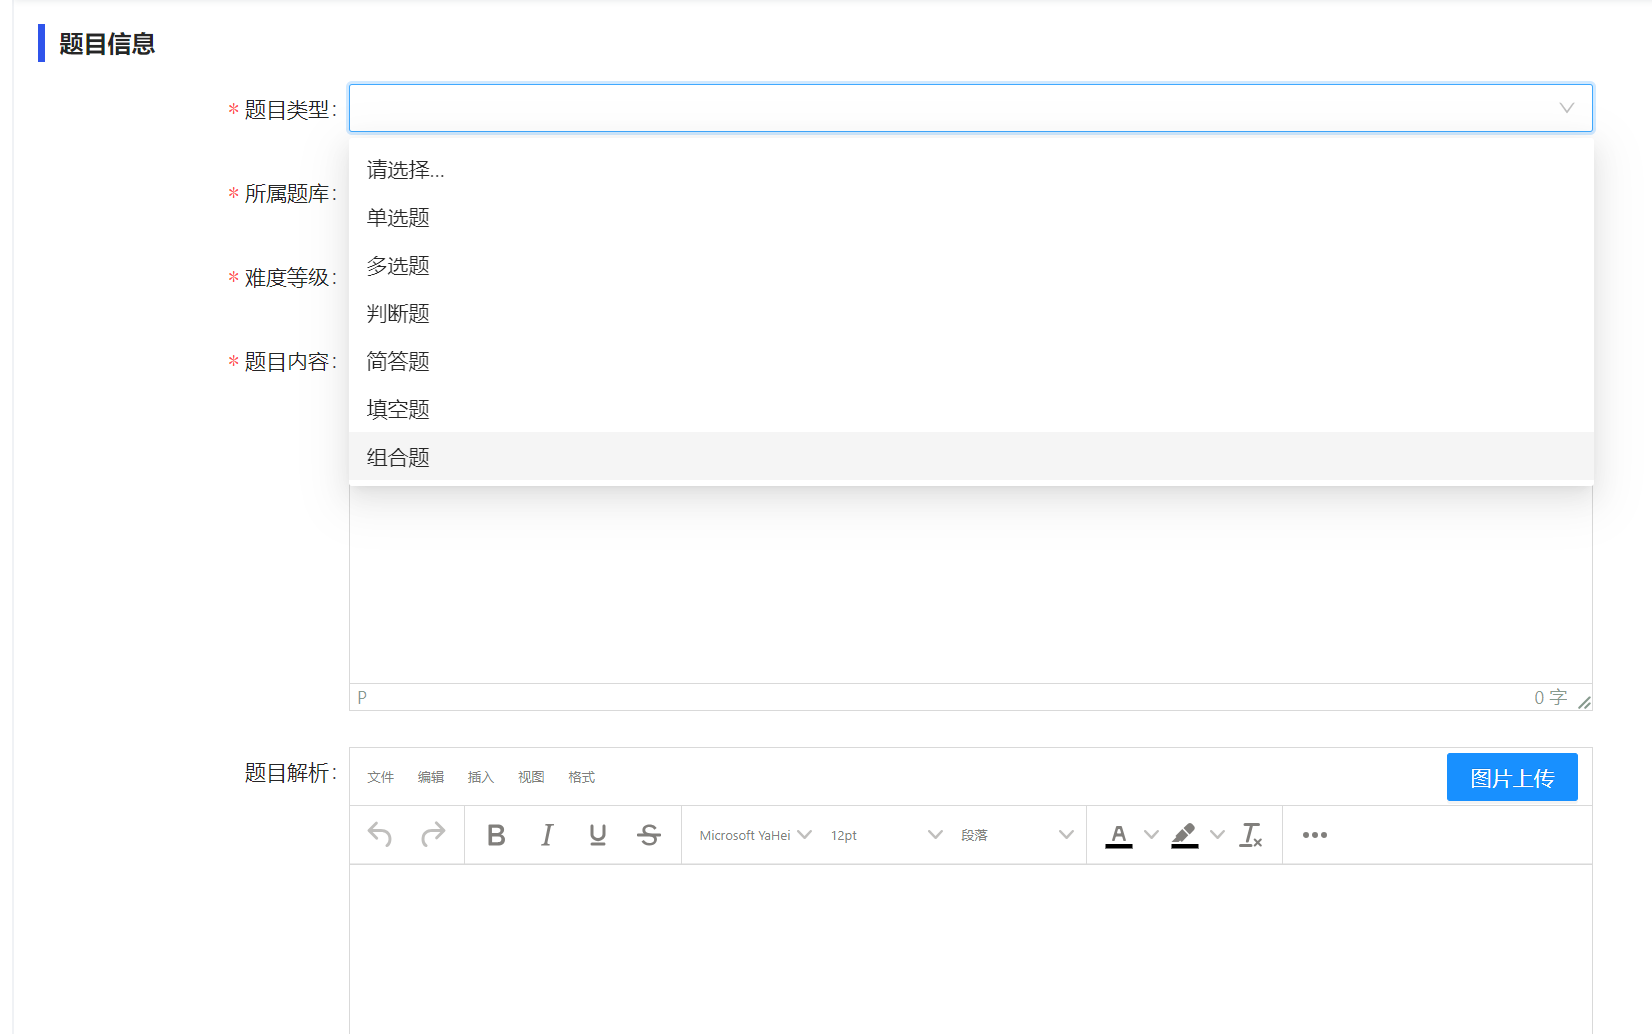 题目信息
* 题目类型:
请选择...
* 所属题库:
单选题
多选题
* 难度等级:
判断题
* 题目内容:
简答题
填空题
组合题
P 0 字
题目解析:
文件 编辑 插入 视图 格式 图片上传
B I U S Microsoft YaHei 12pt 段落 A